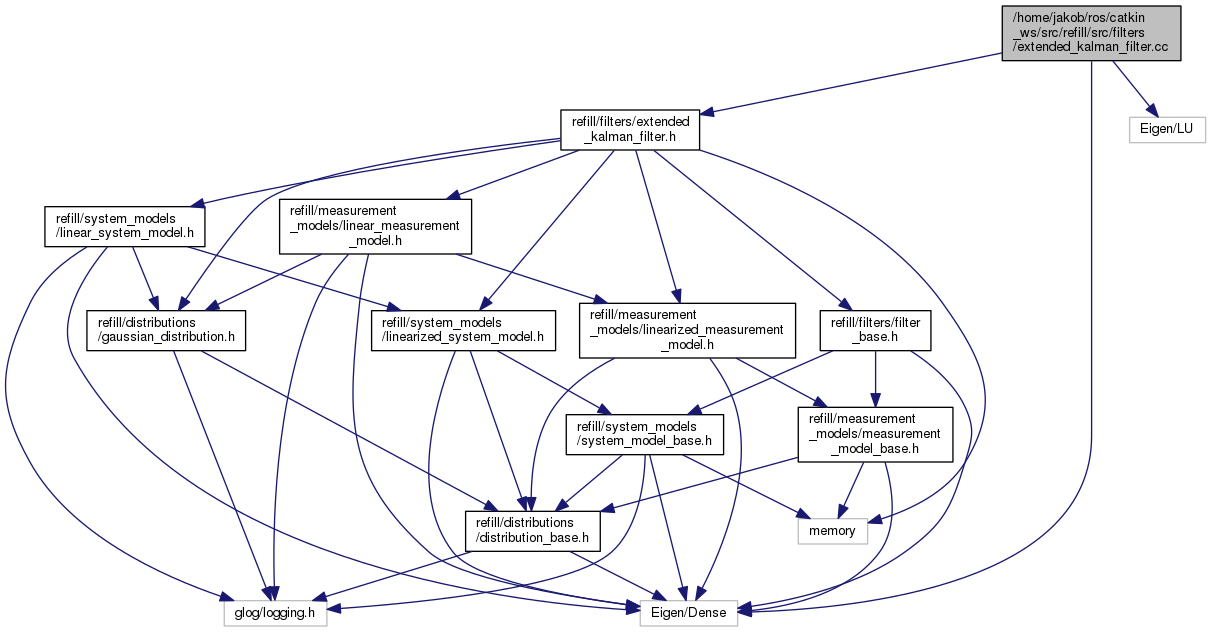 /home/jakob/ros/catkin
_ws/src/refill/src/filters
/extended_kalman_filter.cc
refill/filters/extended
_kalman_filter.h
Eigen/LU
refill/system_models
/linear_system_model.h
refill/measurement
_models/linear_measurement
_model.h
refill/distributions
/gaussian_distribution.h
refill/system_models
/linearized_system_model.h
refill/measurement
_models/linearized_measurement
_model.h
refill/filters/filter
_base.h
refill/system_models
/system_model_base.h
refill/measurement
_models/measurement
_model_base.h
refill/distributions
/distribution_base.h
memory
glog/logging.h
Eigen/Dense